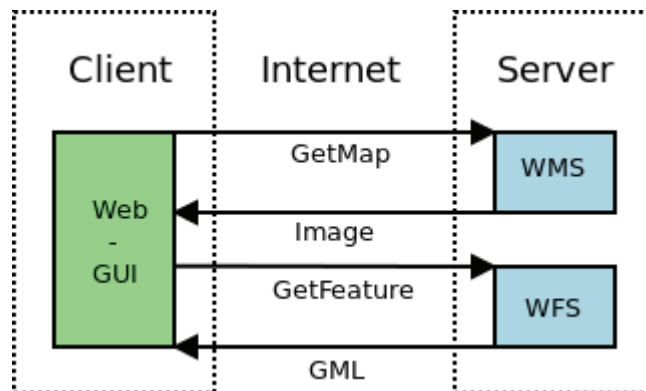 Client
Internet
Server
GetMap
WMS
Web
-
GUI
Image
GetFeature
WFS
GML